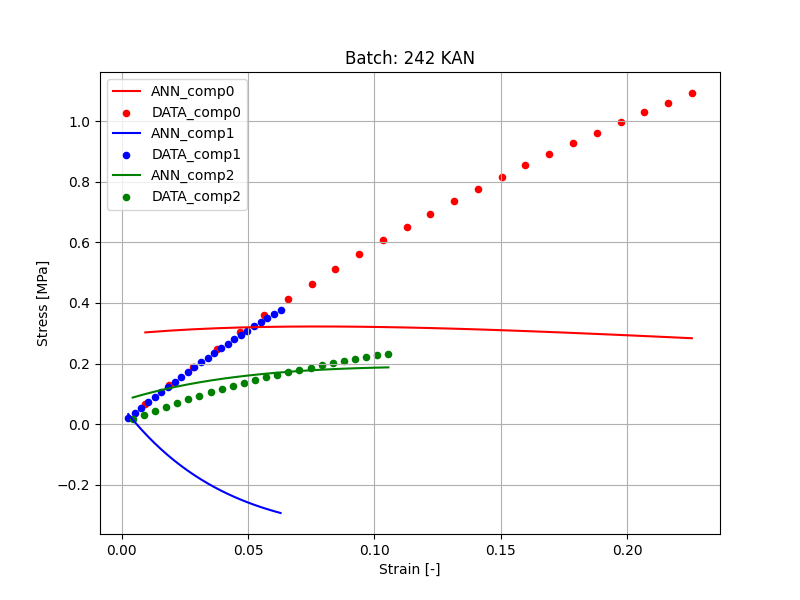 Batch: 242 KAN
ANN_comp0
DATA_comp0
ANN_comp1
DATA_comp1
ANN_comp2
DATA_comp2
1.0
0.8
0.6
0.4
0.2
0.0
−0.2
Stress [MPa]
0.00 0.05 0.10 0.15 0.20
Strain [-]